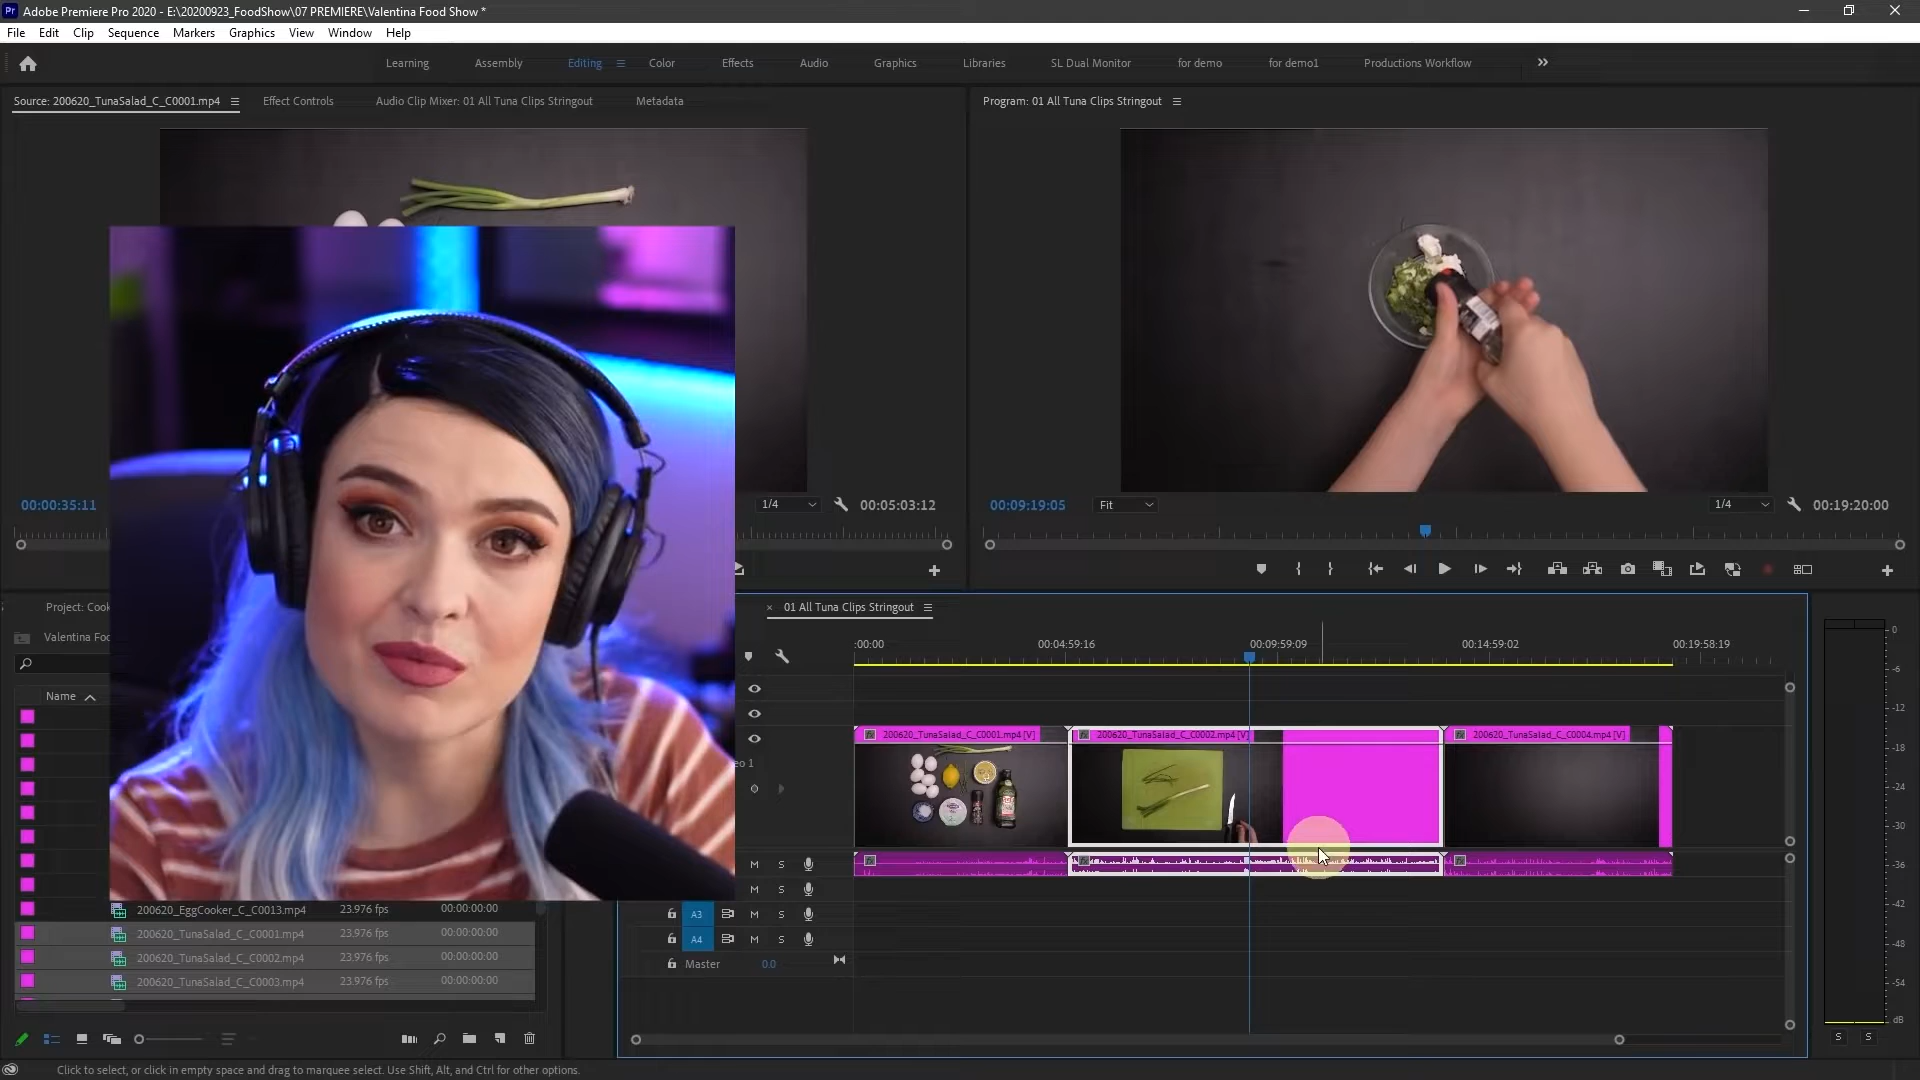 Pr Adobe Premiere Pro 2020 - E:\20200923_FoodShow\07 PREMIERE\Valentina Food Show *
File Edit Clip Sequence Markers Graphics View Window Help
Learning Assembly Editing Color Effects Audio Graphics Libraries SL Dual Monitor for demo for demo1 Productions Workflow
Source: 200620_TunaSalad_C_C0001.mp4 Effect Controls Audio Clip Mixer: 01 All Tuna Clips Stringout Metadata
Program: 01 All Tuna Clips Stringout
00:00:35:11 1/4 00:05:03:12
00:09:19:05 Fit 1/4 00:19:20:00
Project: Cook
Valentina Foo
Name
200620_EggCooker_C_C0013.mp4 23.976 fps 00:00:00:00
200620_TunaSalad_C_C0001.mp4 23.976 fps 00:00:00:00
200620_TunaSalad_C_C0002.mp4 23.976 fps 00:00:00:00
200620_TunaSalad_C_C0003.mp4 23.976 fps 00:00:00:00
× 01 All Tuna Clips Stringout
:00:00 00:04:59:16 00:09:59:09 00:14:59:02 00:19:58:19
200620_TunaSalad_C_C0001.mp4 [V] 200620_TunaSalad_C_C0002.mp4 [V] 200620_TunaSalad_C_C0004.mp4 [V]
eo 1
M S
M S
A3 M S
A4 M S
Master 0.0
0
-6
-12
-18
-24
-30
-36
-42
-48
-54
dB
S S
Click to select, or click in empty space and drag to marquee select. Use Shift, Alt, and Ctrl for other options.